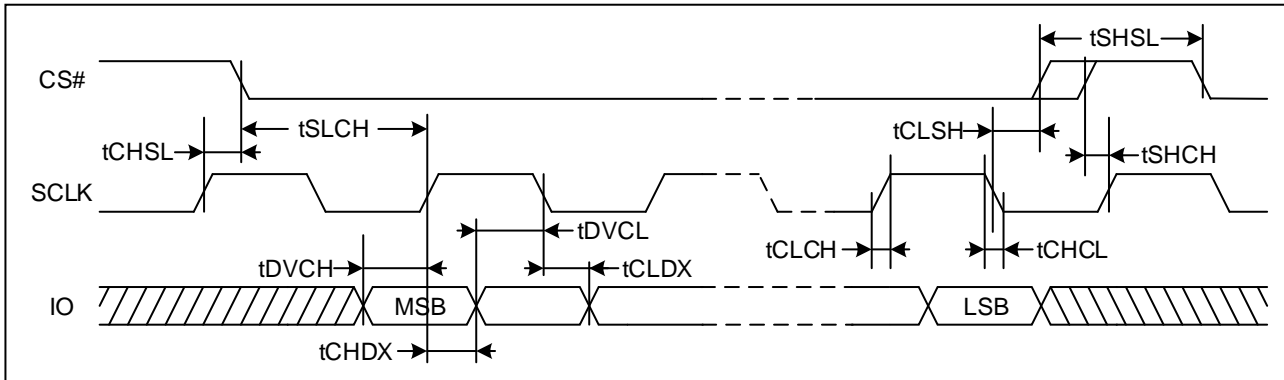 tSHSL
CS#
tSLCH
tCLSH
tCHSL
tSHCH
SCLK
tDVCL
tCLCH
tCHCL
tDVCH
tCLDX
IO
MSB
LSB
tCHDX